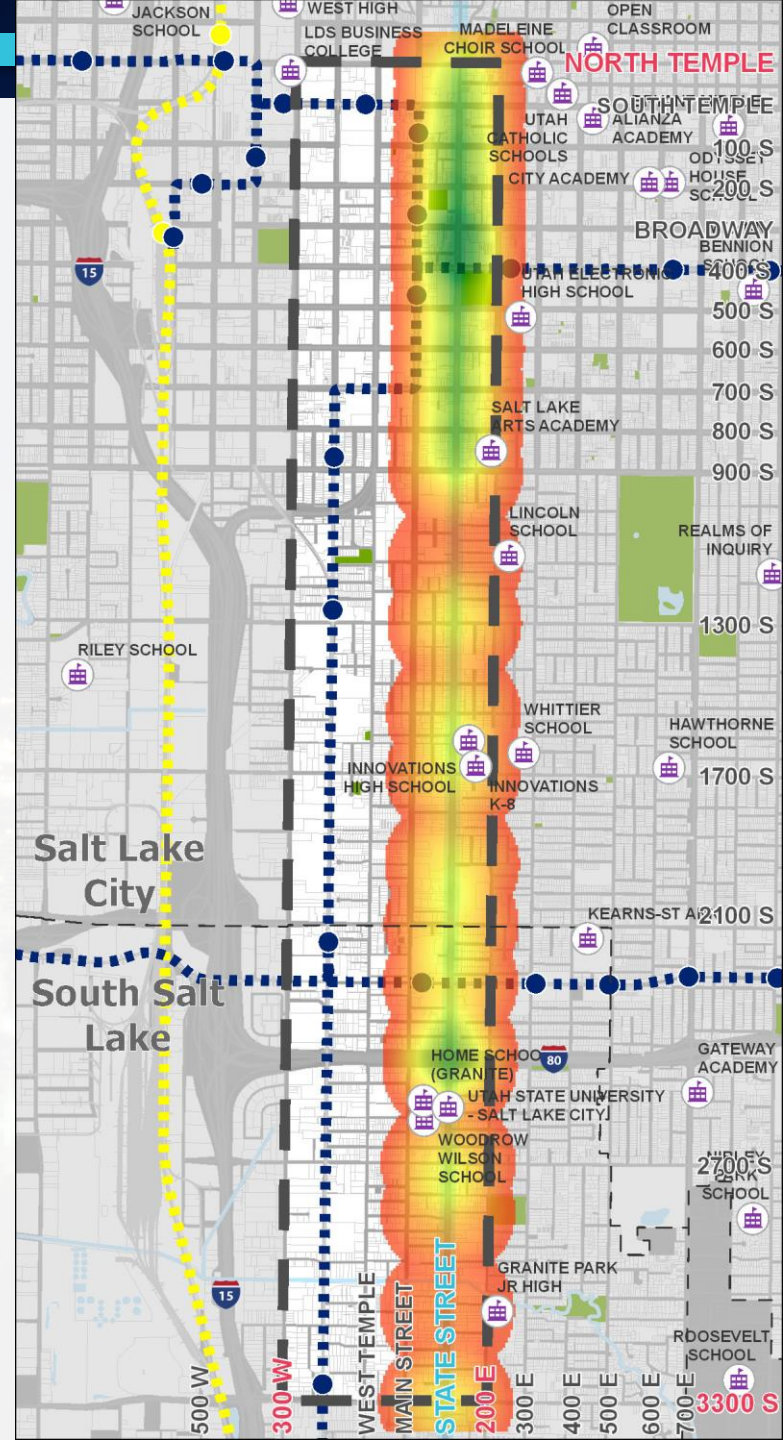 JACKSON
SCHOOL
WEST HIGH
LDS BUSINESS
COLLEGE
MADELEINE
CHOIR SCHOOL
OPEN
CLASSROOM
NORTH TEMPLE
SOUTH TEMPLE
UTAH
CATHOLIC
SCHOOLS
ALIANZA
ACADEMY
100 S
CITY ACADEMY
ODYSSEY
HOUSE
SCHOOL
200 S
BROADWAY
BENNION
400 S
15
UTAH ELECTRONIC
HIGH SCHOOL
500 S
600 S
700 S
SALT LAKE
ARTS ACADEMY
800 S
900 S
LINCOLN
SCHOOL
REALMS OF
INQUIRY
1300 S
RILEY SCHOOL
WHITTIER
SCHOOL
HAWTHORNE
SCHOOL
INNOVATIONS
HIGH SCHOOL
1700 S
INNOVATIONS
K-8
Salt Lake
City
KEARNS-ST
2100 S
South Salt
Lake
HOME SCHOOL
(GRANITE)
80
GATEWAY
ACADEMY
UTAH STATE UNIVERSITY
- SALT LAKE CITY
WOODROW
WILSON
SCHOOL
2700 S
PARK
SCHOOL
GRANITE PARK
JR HIGH
15
ROOSEVELT
SCHOOL
500 W
300 W
WEST TEMPLE
MAIN STREET
STATE STREET
200 E
300 E
400 E
500 E
600 E
700 E
3300 S